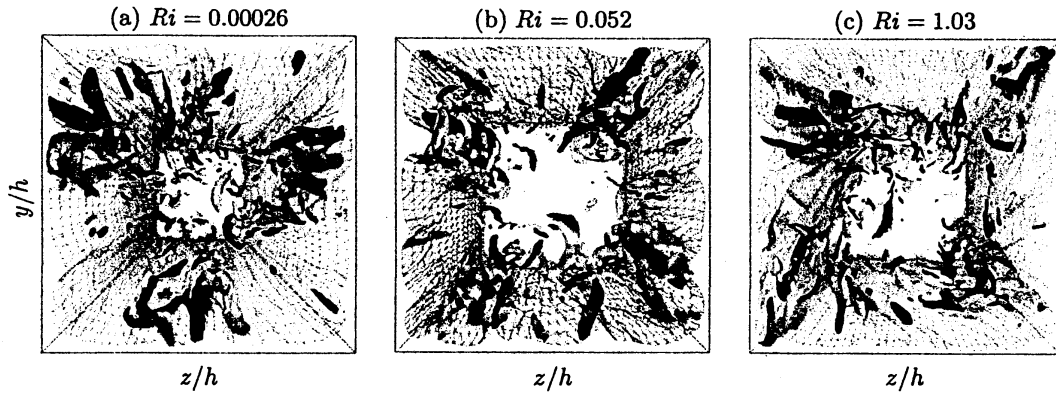 (a) Ri = 0.00026
(b) Ri = 0.052
(c) Ri = 1.03
y/h
z/h
z/h
z/h